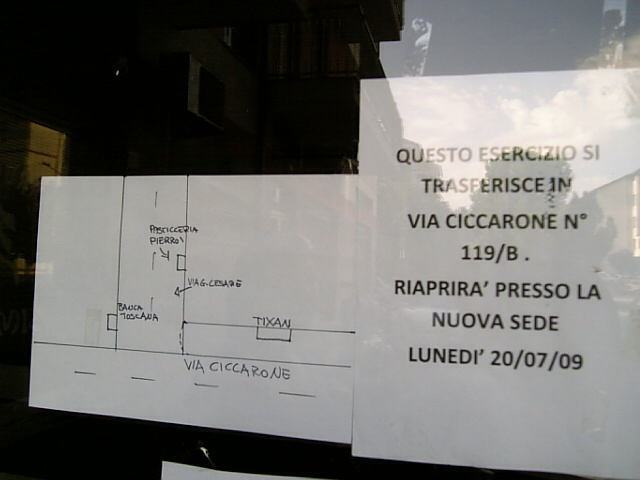 PASTICCERIA
PIERRO'
VIA G. CESARE
BANCA
TOSCANA
TIXAN
VIA CICCARONE
QUESTO ESERCIZIO SI
TRASFERISCE IN
VIA CICCARONE N°
119/B .
RIAPRIRA' PRESSO LA
NUOVA SEDE
LUNEDI' 20/07/09